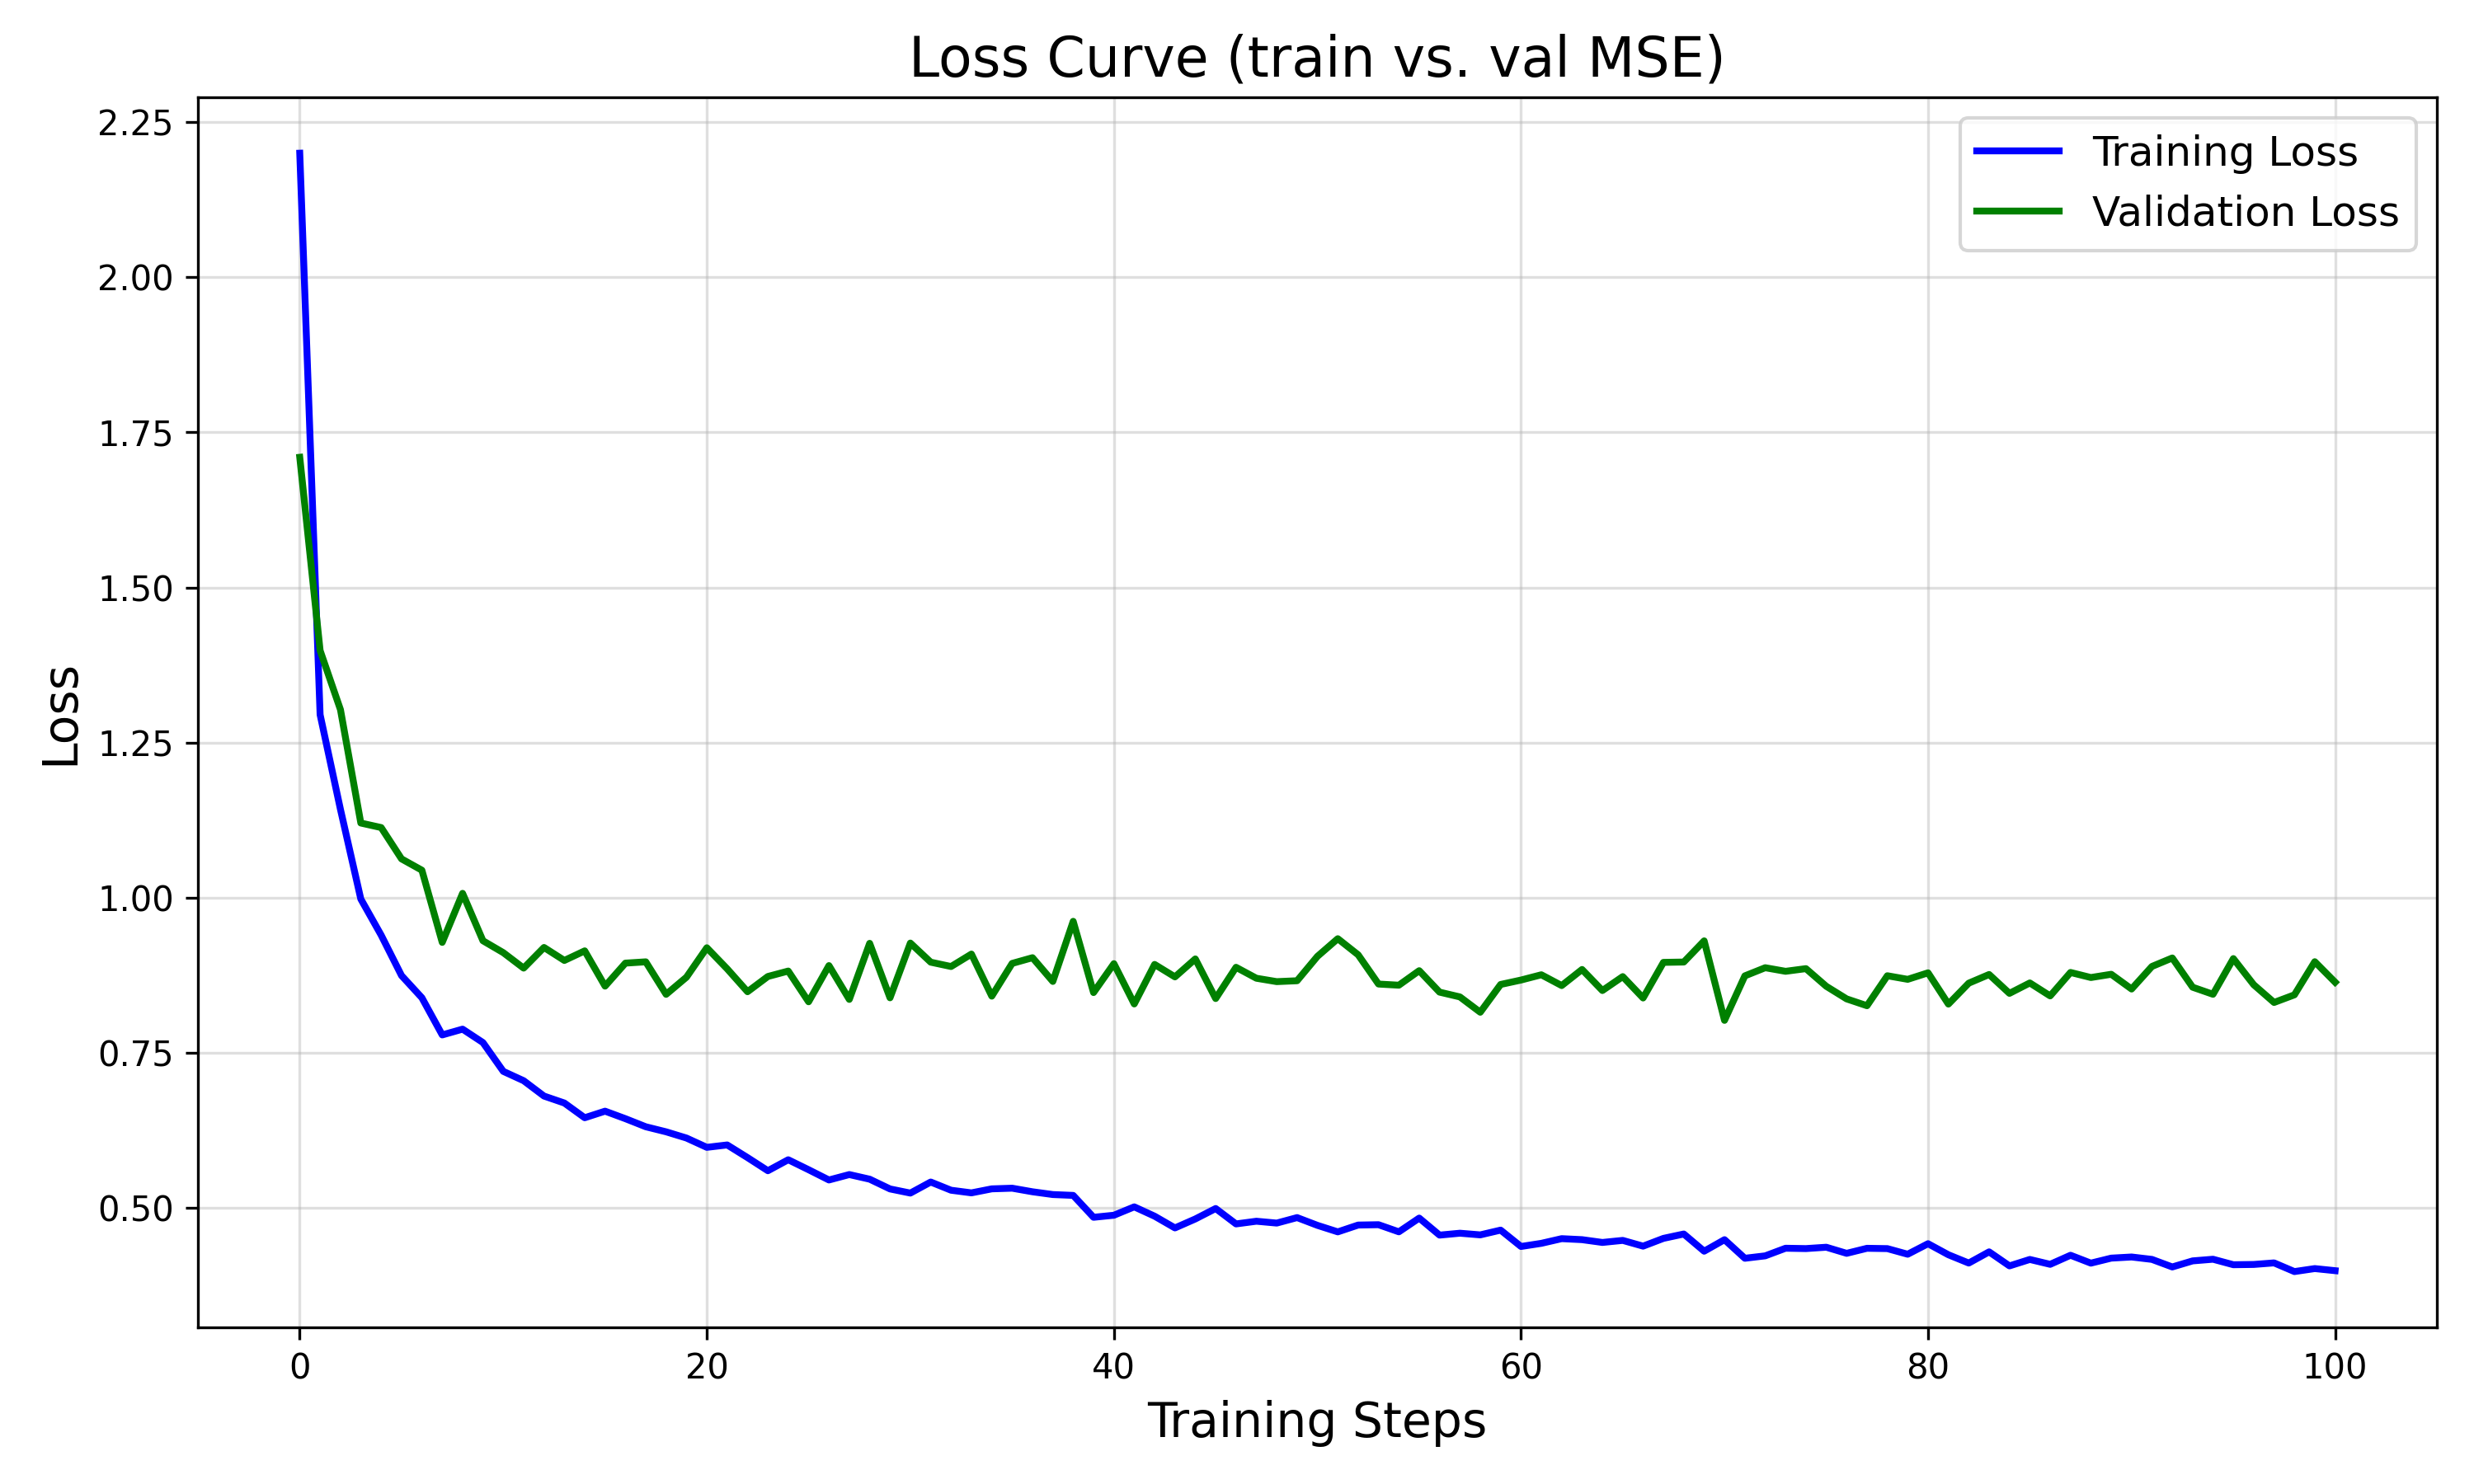 Loss Curve (train vs. val MSE)
Training Loss
Validation Loss
2.25
2.00
1.75
1.50
1.25
1.00
0.75
0.50
Loss
0 20 40 60 80 100
Training Steps